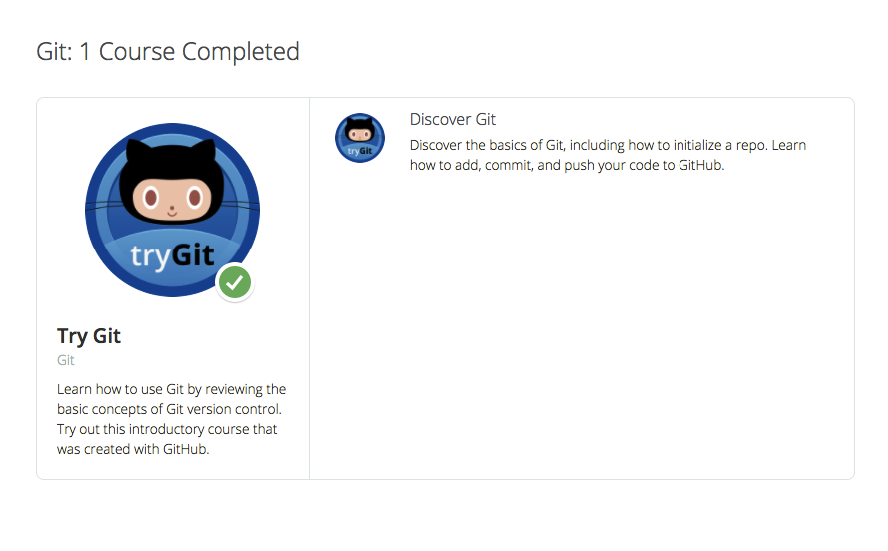 Git: 1 Course Completed
tryGit
Try Git
Git
Learn how to use Git by reviewing the
basic concepts of Git version control.
Try out this introductory course that
was created with GitHub.
tryGit
Discover Git
Discover the basics of Git, including how to initialize a repo. Learn
how to add, commit, and push your code to GitHub.